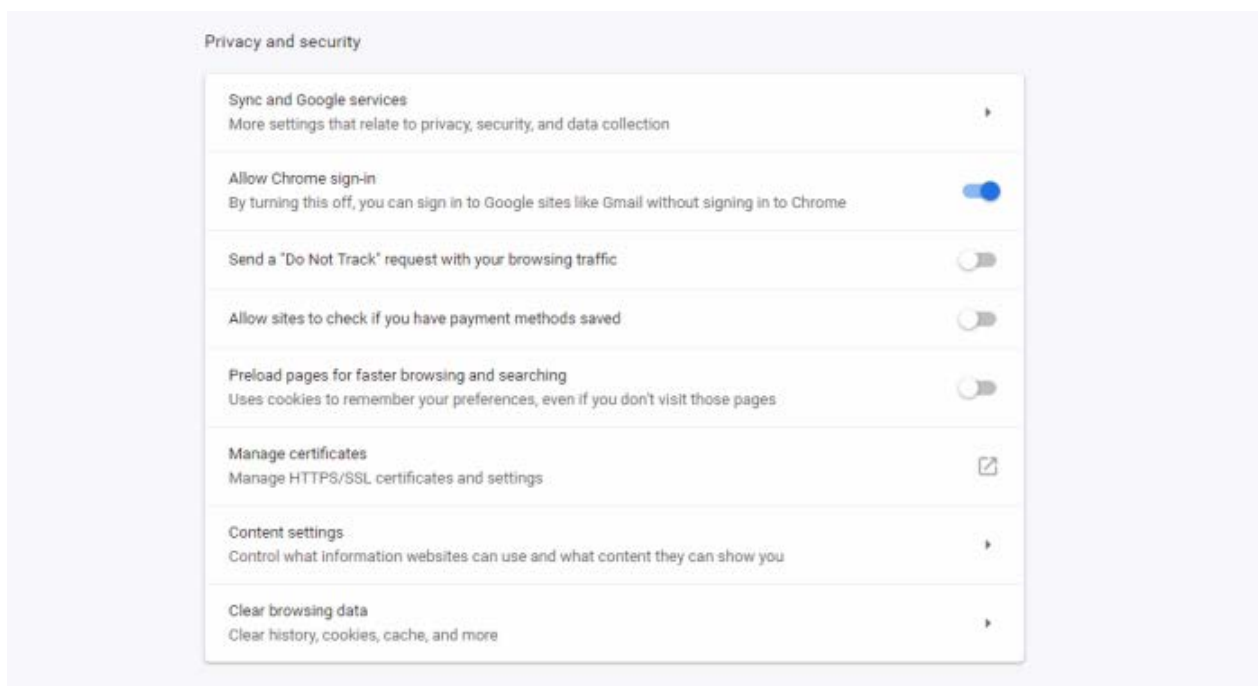 Privacy and security
Sync and Google services
More settings that relate to privacy, security, and data collection
Allow Chrome sign-in
By turning this off, you can sign in to Google sites like Gmail without signing in to Chrome
Send a "Do Not Track" request with your browsing traffic
Allow sites to check if you have payment methods saved
Preload pages for faster browsing and searching
Uses cookies to remember your preferences, even if you don't visit those pages
Manage certificates
Manage HTTPS/SSL certificates and settings
Content settings
Control what information websites can use and what content they can show you
Clear browsing data
Clear history, cookies, cache, and more